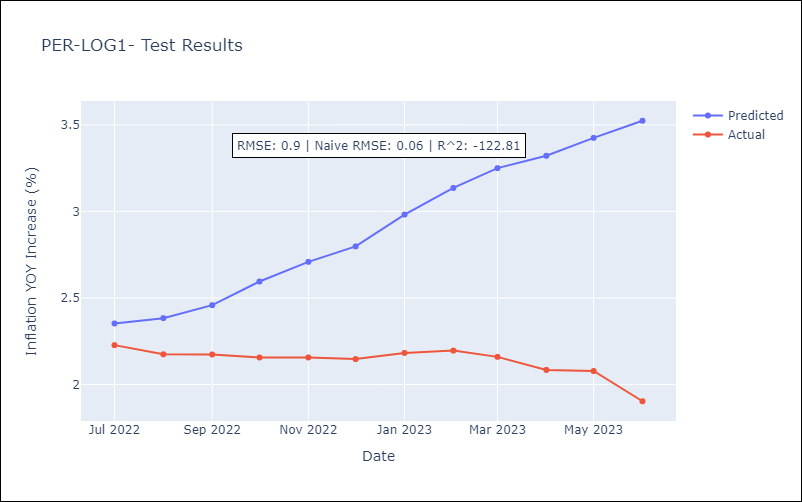 PER-LOG1- Test Results
Predicted
Actual
RMSE: 0.9 | Naive RMSE: 0.06 | R^2: -122.81
Inflation YOY Increase (%)
3.5
3
2.5
2
Jul 2022
Sep 2022
Nov 2022
Jan 2023
Mar 2023
May 2023
Date